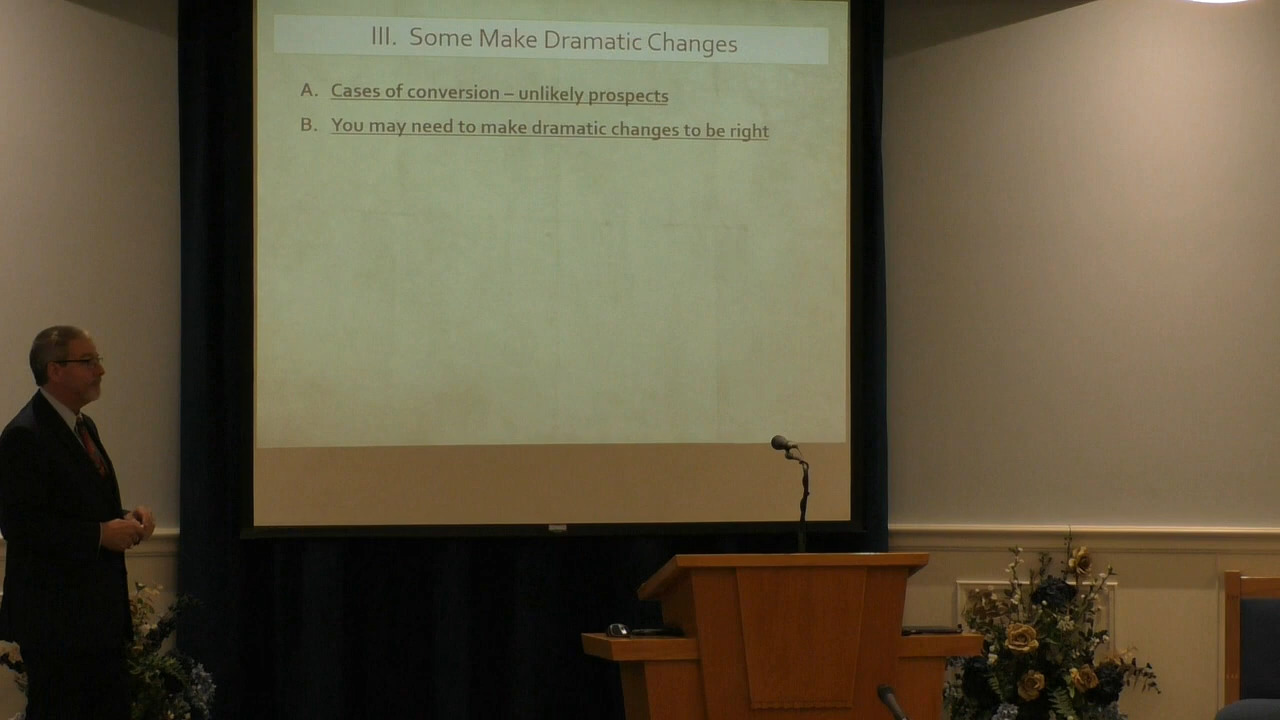 III. Some Make Dramatic Changes
A. Cases of conversion – unlikely prospects
B. You may need to make dramatic changes to be right